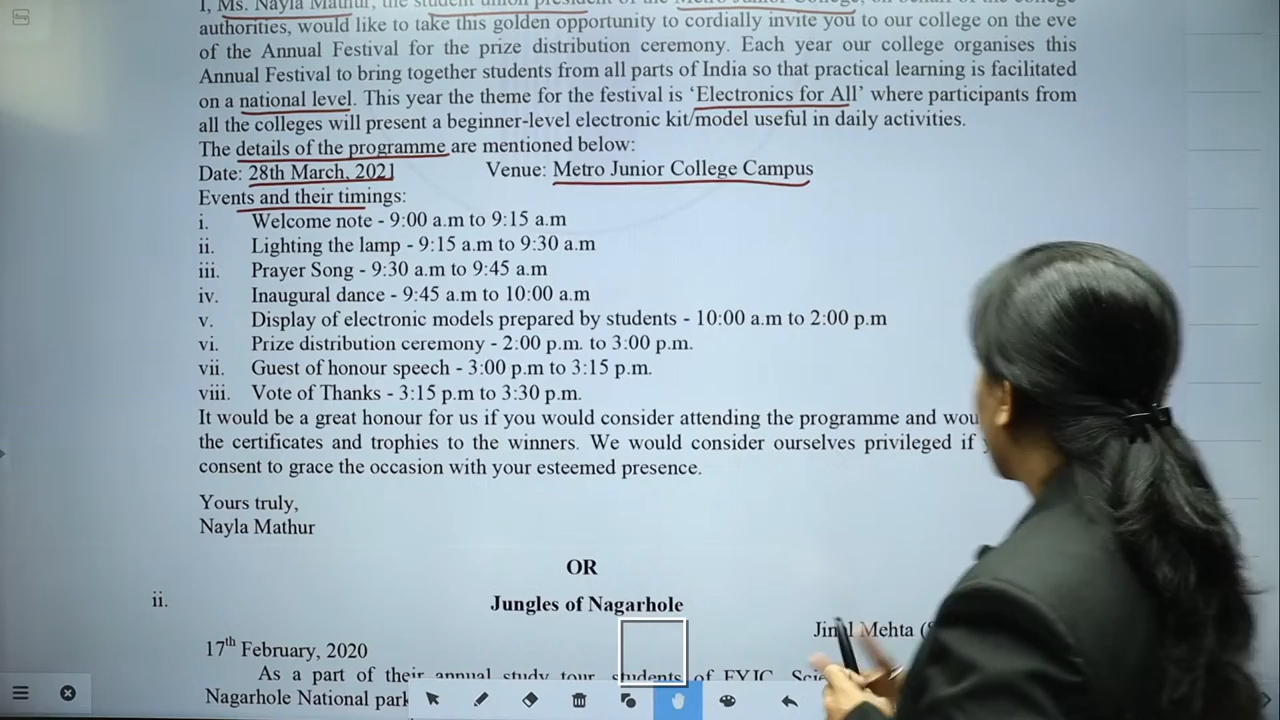 I, Ms. Nayla Mathur, the student union president of the Metro Junior College, on behalf of the college
authorities, would like to take this golden opportunity to cordially invite you to our college on the eve
of the Annual Festival for the prize distribution ceremony. Each year our college organises this
Annual Festival to bring together students from all parts of India so that practical learning is facilitated
on a national level. This year the theme for the festival is ‘Electronics for All’ where participants from
all the colleges will present a beginner-level electronic kit/model useful in daily activities.
The details of the programme are mentioned below:
Date: 28th March, 2021 Venue: Metro Junior College Campus
Events and their timings:
i. Welcome note - 9:00 a.m to 9:15 a.m
ii. Lighting the lamp - 9:15 a.m to 9:30 a.m
iii. Prayer Song - 9:30 a.m to 9:45 a.m
iv. Inaugural dance - 9:45 a.m to 10:00 a.m
v. Display of electronic models prepared by students - 10:00 a.m to 2:00 p.m
vi. Prize distribution ceremony - 2:00 p.m. to 3:00 p.m.
vii. Guest of honour speech - 3:00 p.m to 3:15 p.m.
viii. Vote of Thanks - 3:15 p.m to 3:30 p.m.
It would be a great honour for us if you would consider attending the programme and
the certificates and trophies to the winners. We would consider ourselves privileged if
consent to grace the occasion with your esteemed presence.
Yours truly,
Nayla Mathur
OR
ii. Jungles of Nagarhole
Mehta
17th February, 2020
As a part of their annual study tour, students of FYJC
Nagarhole National park